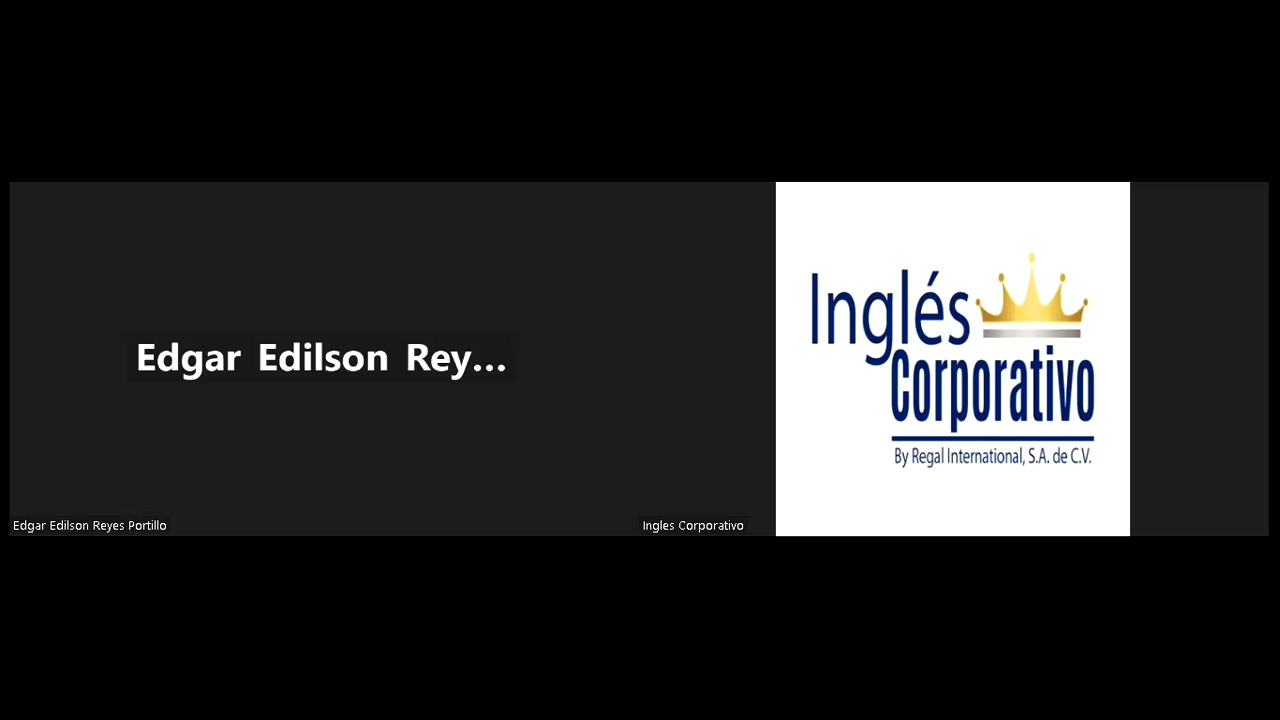 Edgar Edilson Rey...
Edgar Edilson Reyes Portillo
Inglés
Corporativo
By Regal International, S.A. de C.V.
Ingles Corporativo